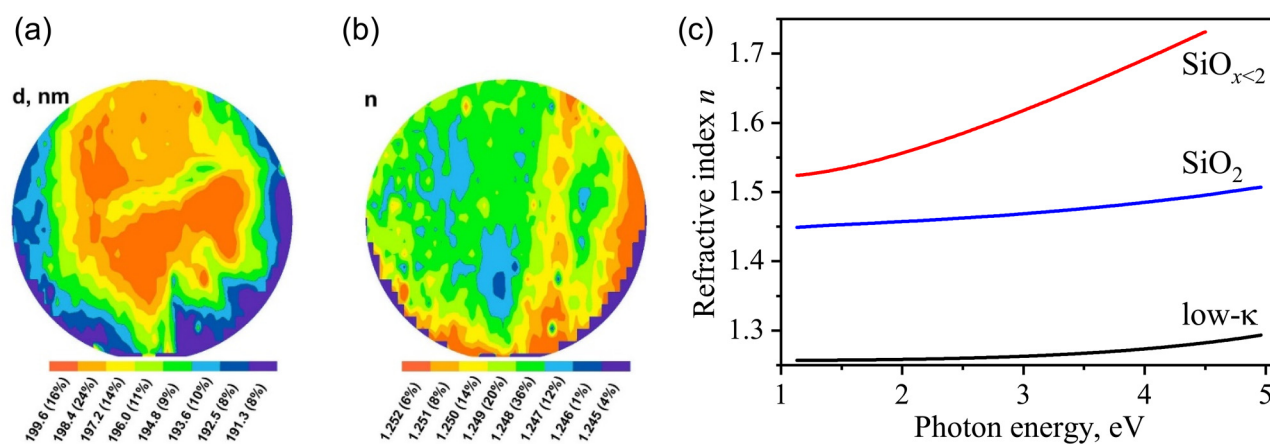 (a)
d, nm
199.6 (16%)
198.4 (24%)
197.2 (14%)
196.0 (11%)
194.8 (9%)
193.6 (10%)
192.5 (8%)
191.3 (8%)
(b)
n
1.252 (6%)
1.251 (8%)
1.250 (14%)
1.249 (20%)
1.248 (36%)
1.247 (12%)
1.246 (1%)
1.245 (4%)
(c)
Refractive index n
1.7
1.6
1.5
1.4
1.3
SiOx<2
SiO2
low-κ
1 2 3 4 5
Photon energy, eV